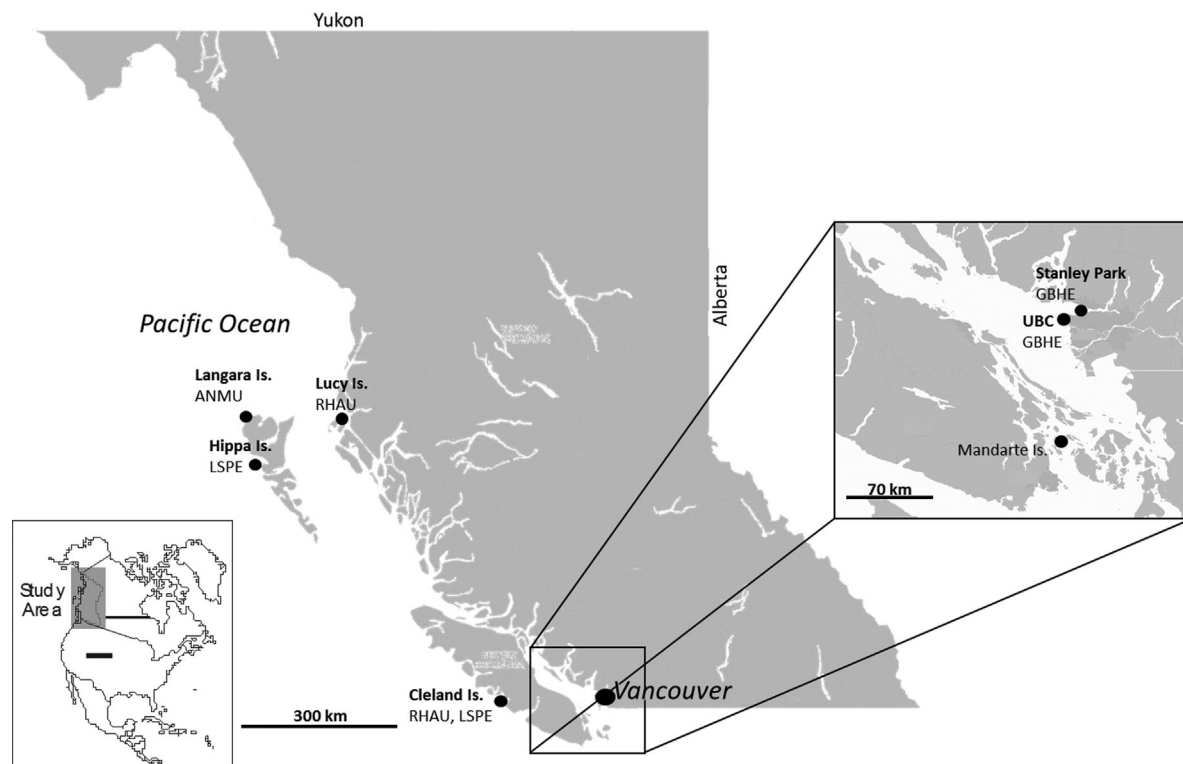 Yukon
Alberta
Pacific Ocean
Langara Is.
ANMU
Lucy Is.
RHAU
Hippa Is.
LSPE
Stanley Park
GBHE
UBC
GBHE
Mandarte Is.
70 km
Study
Area
Cleland Is.
RHAU, LSPE
Vancouver
300 km